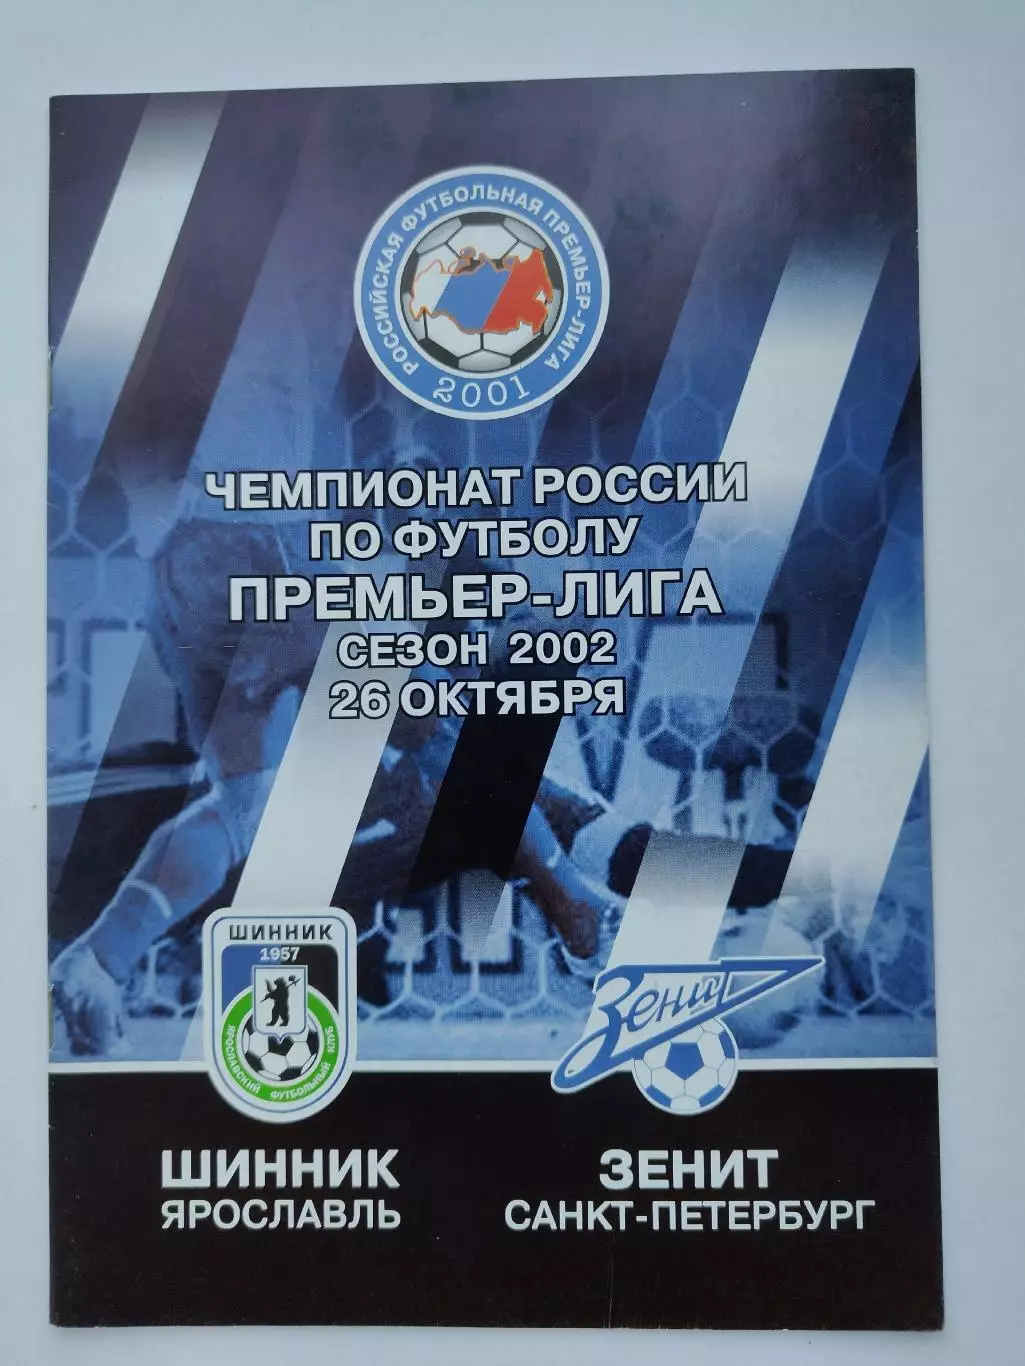 РОССИЙСКАЯ ФУТБОЛЬНАЯ ПРЕМЬЕР-ЛИГА
2001
ЧЕМПИОНАТ РОССИИ
ПО ФУТБОЛУ
ПРЕМЬЕР-ЛИГА
СЕЗОН 2002
26 ОКТЯБРЯ
ШИННИК
1957
ЯРОСЛАВСКИЙ ФУТБОЛЬНЫЙ КЛУБ
Зенит
ШИННИК
ЯРОСЛАВЛЬ
ЗЕНИТ
САНКТ-ПЕТЕРБУРГ